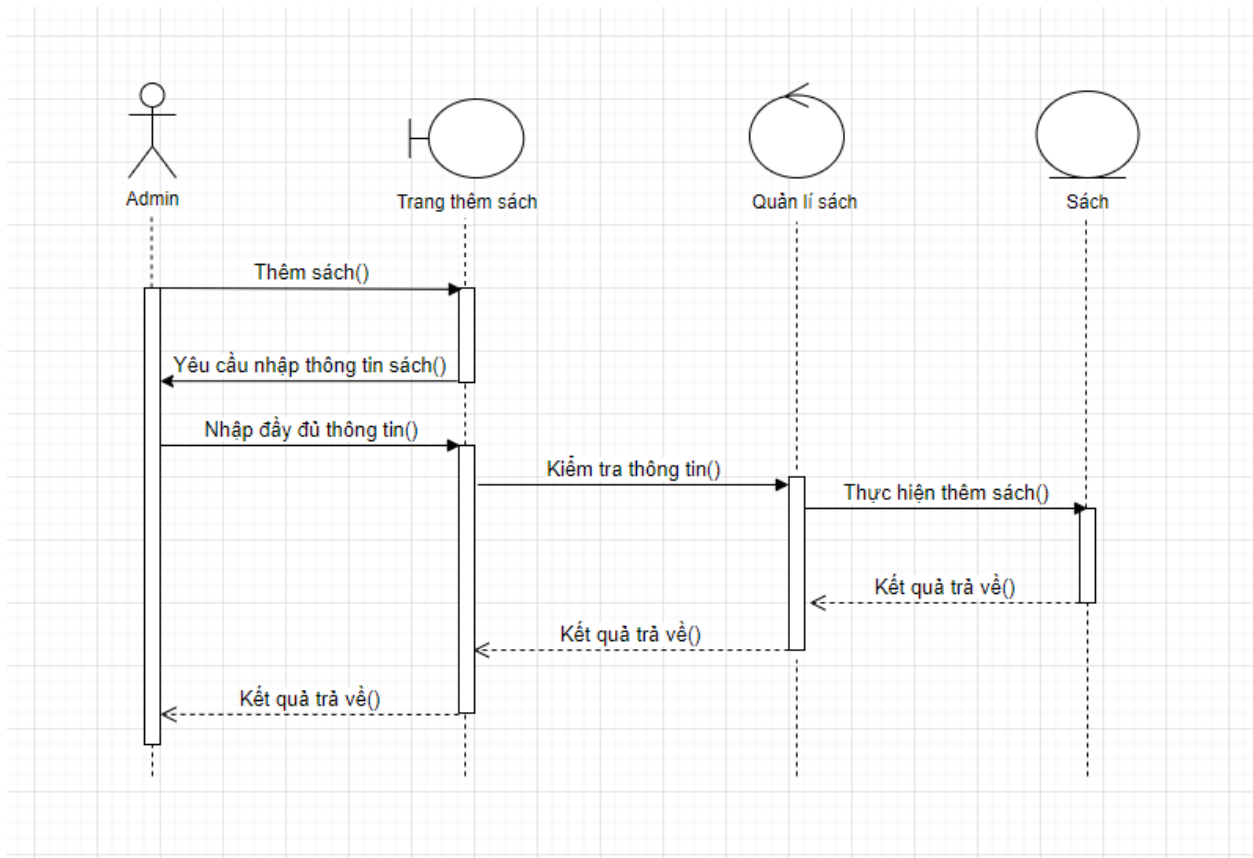 Admin
Trang thêm sách
Quản lí sách
Sách
Thêm sách()
Yêu cầu nhập thông tin sách()
Nhập đầy đủ thông tin()
Kiểm tra thông tin()
Thực hiện thêm sách()
Kết quả trả về()
Kết quả trả về()
Kết quả trả về()